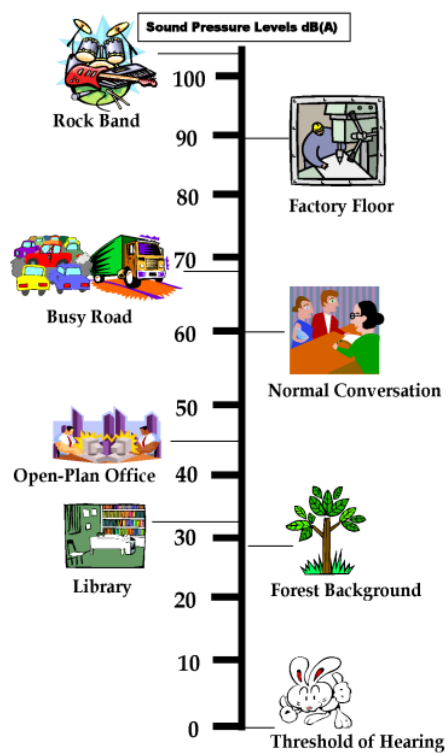 Sound Pressure Levels dB(A)
100
Rock Band
90
80
Factory Floor
70
Busy Road
60
Normal Conversation
50
Open-Plan Office
40
30
Library
Forest Background
20
10
0
Threshold of Hearing